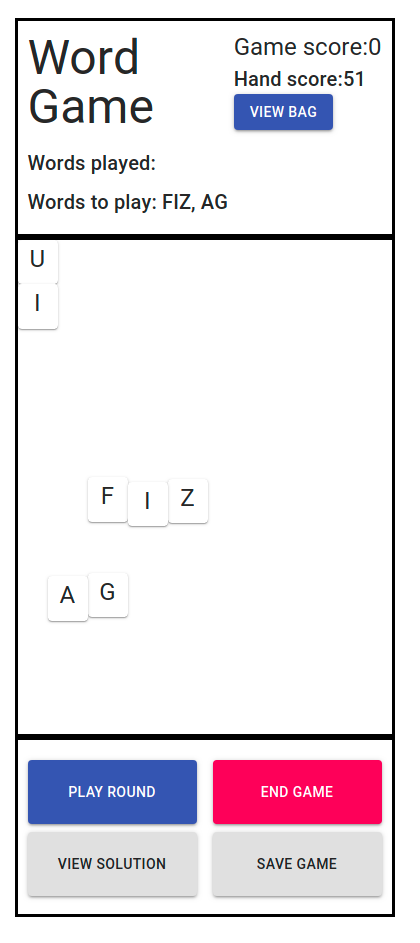 Word
Game
Game score:0
Hand score:51
VIEW BAG
Words played:
Words to play: FIZ, AG
U
I
F I Z
A G
PLAY ROUND
END GAME
VIEW SOLUTION
SAVE GAME